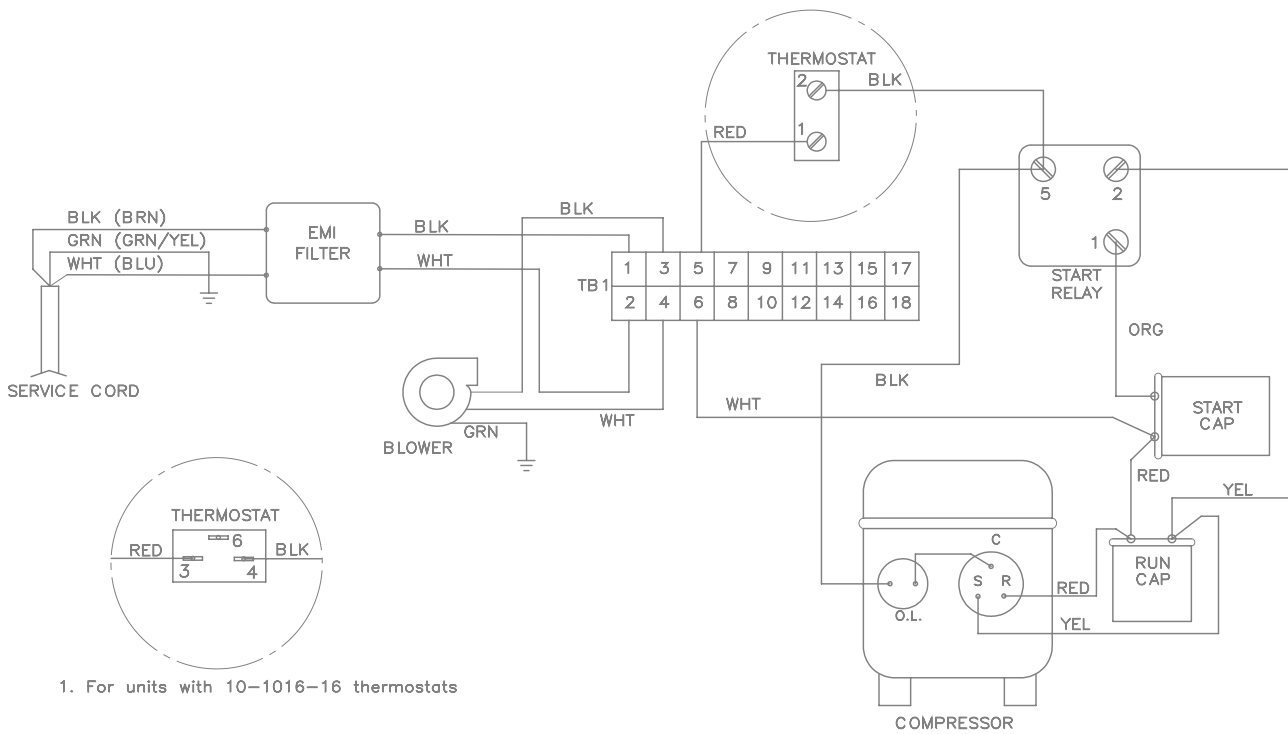 THERMOSTAT
2
BLK
1
RED
5
2
1
START
RELAY
BLK (BRN)
GRN (GRN/YEL)
WHT (BLU)
EMI
FILTER
BLK
WHT
BLK
TB1
1 3 5 7 9 11 13 15 17
2 4 6 8 10 12 14 16 18
ORG
SERVICE CORD
BLK
WHT
WHT
GRN
BLOWER
START
CAP
RED
YEL
THERMOSTAT
6
RED
BLK
3
4
C
S R
O.L.
RED
YEL
RUN
CAP
1. For units with 10-1016-16 thermostats
COMPRESSOR